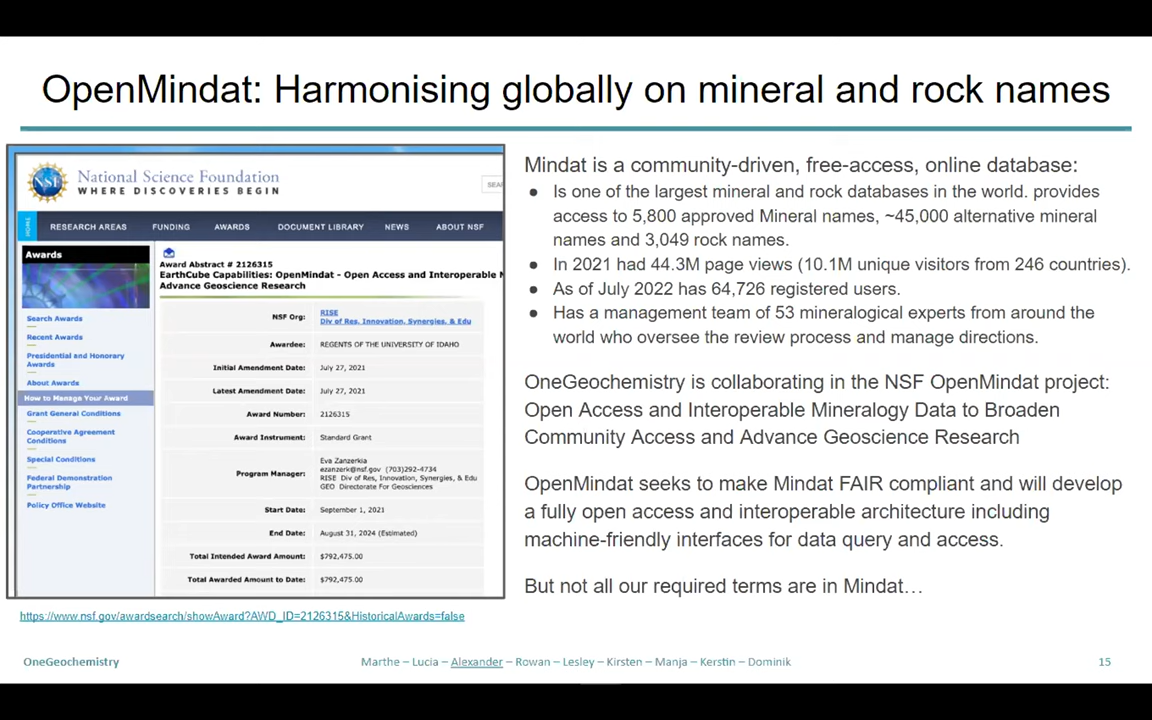 OpenMindat: Harmonising globally on mineral and rock names
National Science Foundation
WHERE DISCOVERIES BEGIN
SEA
RESEARCH AREAS FUNDING AWARDS DOCUMENT LIBRARY NEWS ABOUT NSF
Awards
Search Awards
Recent Awards
Presidential and Honorary
Awards
About Awards
How to Manage Your Award
Grant General Conditions
Cooperative Agreement
Conditions
Special Conditions
Federal Demonstration
Partnership
Policy Office Website
Award Abstract # 2126315
EarthCube Capabilities: OpenMindat - Open Access and Interoperable
Advance Geoscience Research
NSF Org: RISE
Div of Res, Innovation, Synergies, & Edu
Awardee: REGENTS OF THE UNIVERSITY OF IDAHO
Initial Amendment Date: July 27, 2021
Latest Amendment Date: July 27, 2021
Award Number: 2126315
Award Instrument: Standard Grant
Program Manager: Eva Zanzerkia
ezanzerk@nsf.gov (703)292-4734
RISE Div of Res, Innovation, Synergies, & Edu
GEO Directorate For Geosciences
Start Date: September 1, 2021
End Date: August 31, 2024 (Estimated)
Total Intended Award Amount: $792,475.00
Total Awarded Amount to Date: $792,475.00
https://www.nsf.gov/awardsearch/showAward?AWD_ID=2126315&HistoricalAwards=false
Mindat is a community-driven, free-access, online database:
● Is one of the largest mineral and rock databases in the world. provides
access to 5,800 approved Mineral names, ~45,000 alternative mineral
names and 3,049 rock names.
● In 2021 had 44.3M page views (10.1M unique visitors from 246 countries).
● As of July 2022 has 64,726 registered users.
● Has a management team of 53 mineralogical experts from around the
world who oversee the review process and manage directions.
OneGeochemistry is collaborating in the NSF OpenMindat project:
Open Access and Interoperable Mineralogy Data to Broaden
Community Access and Advance Geoscience Research
OpenMindat seeks to make Mindat FAIR compliant and will develop
a fully open access and interoperable architecture including
machine-friendly interfaces for data query and access.
But not all our required terms are in Mindat…
OneGeochemistry
Marthe – Lucia – Alexander – Rowan – Lesley – Kirsten – Manja – Kerstin – Dominik
15